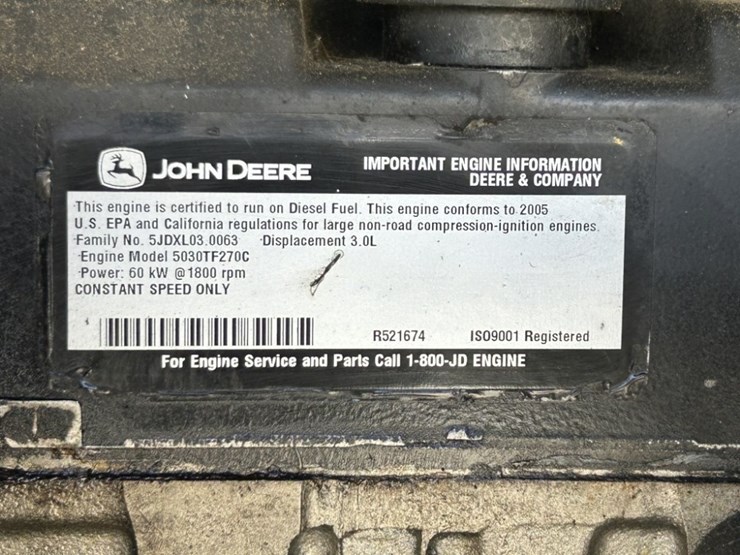 JOHN DEERE
IMPORTANT ENGINE INFORMATION
DEERE & COMPANY
This engine is certified to run on Diesel Fuel. This engine conforms to 2005
U.S. EPA and California regulations for large non-road compression-ignition engines.
Family No. 5JDXL03.0063 Displacement 3.0L
Engine Model 5030TF270C
Power: 60 kW @1800 rpm
CONSTANT SPEED ONLY
R521674 ISO9001 Registered
For Engine Service and Parts Call 1-800-JD ENGINE